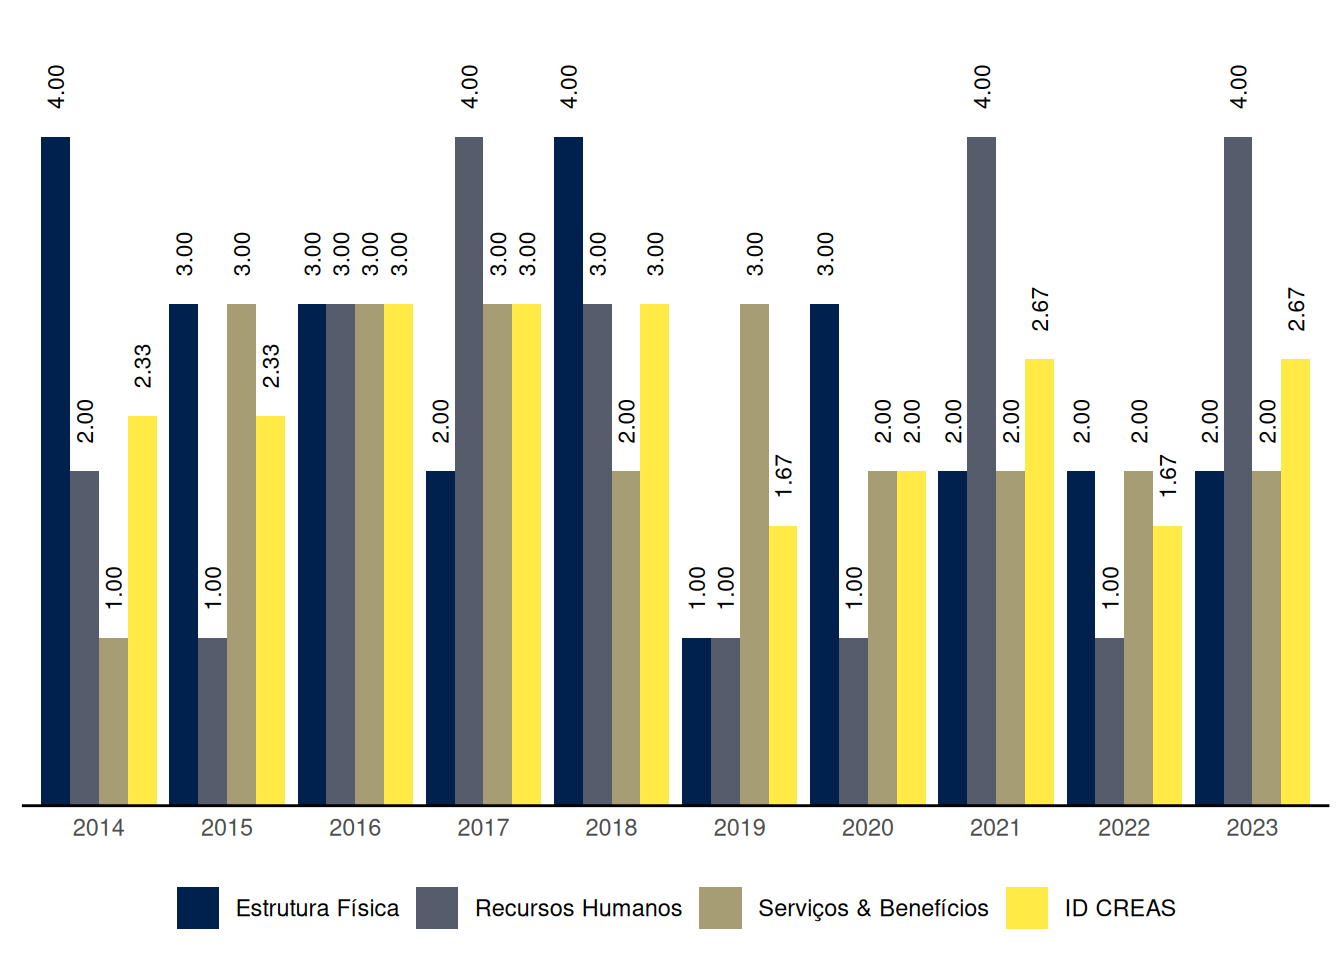 4.00 2.00 1.00 2.33
3.00 1.00 3.00 2.33
3.00 3.00 3.00 3.00
2.00 4.00 3.00 3.00
4.00 3.00 2.00 3.00
1.00 1.00 3.00 1.67
3.00 1.00 2.00 2.00
2.00 4.00 2.00 2.67
2.00 1.00 2.00 1.67
2.00 4.00 2.00 2.67
2014 2015 2016 2017 2018 2019 2020 2021 2022 2023
Estrutura Física Recursos Humanos Serviços & Benefícios ID CREAS